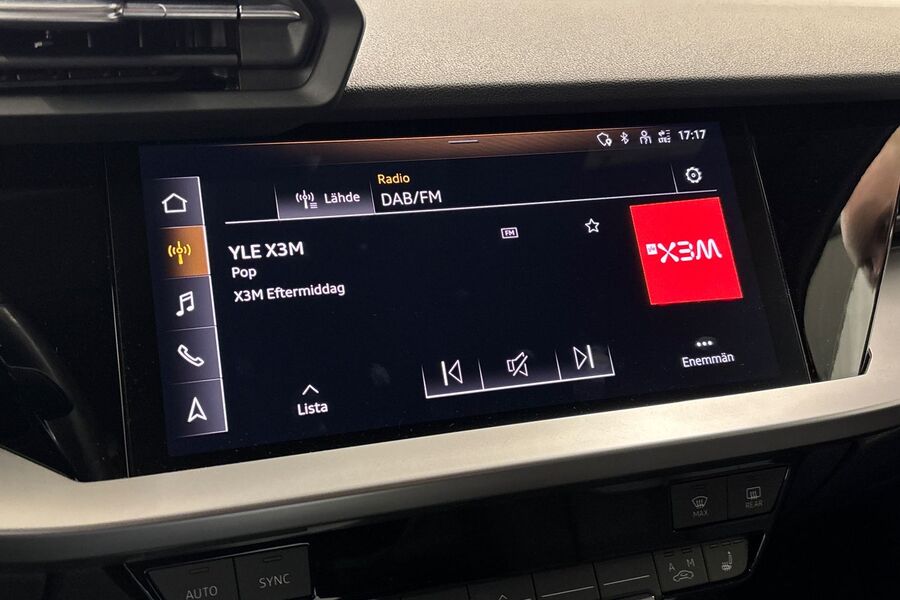 17:17
Lähde
Radio
DAB/FM
YLE X3M
FM
Pop
X3M Eftermiddag
X3M
Lista
Enemmän
MAX
REAR
AUTO
SYNC
A M